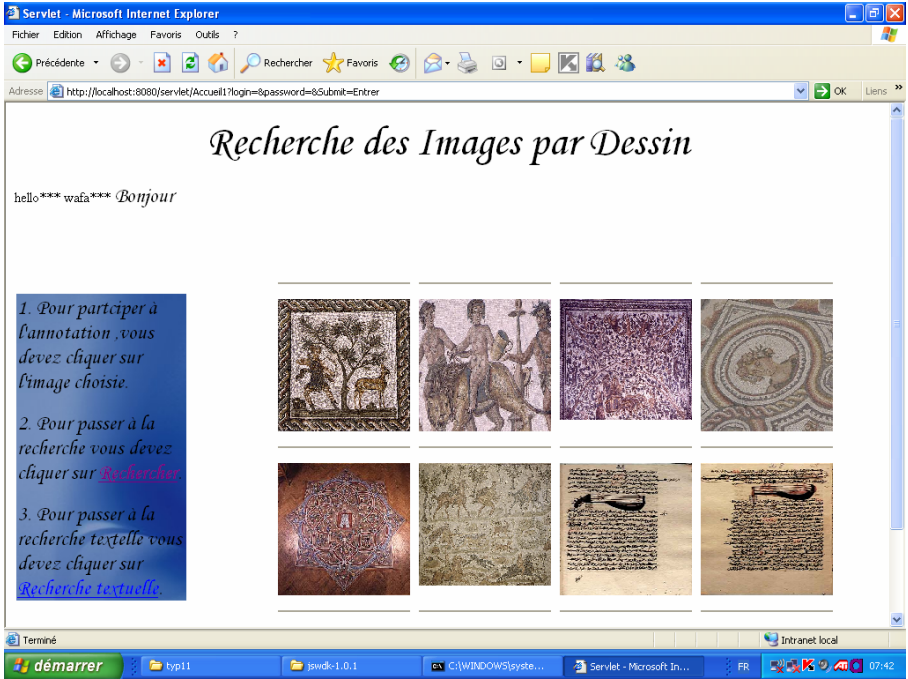 Servlet - Microsoft Internet Explorer
Fichier Edition Affichage Favoris Outils ?
Précédente Rechercher Favoris
Adresse http://localhost:8080/servlet/Accueil1?login=&password=&Submit=Entrer OK Liens »
Recherche des Images par Dessin
hello*** wafa*** Bonjour
1. Pour partciper à
l'annotation ,vous
devez cliquer sur
l'image choisie.
2. Pour passer à la
recherche vous devez
cliquer sur Rechercher.
3. Pour passer à la
recherche textelle vous
devez cliquer sur
Recherche textuelle.
Terminé Intranet local
démarrer typ11 jswdk-1.0.1 C:\WINDOWS\syste... Servlet - Microsoft In... FR 07:42